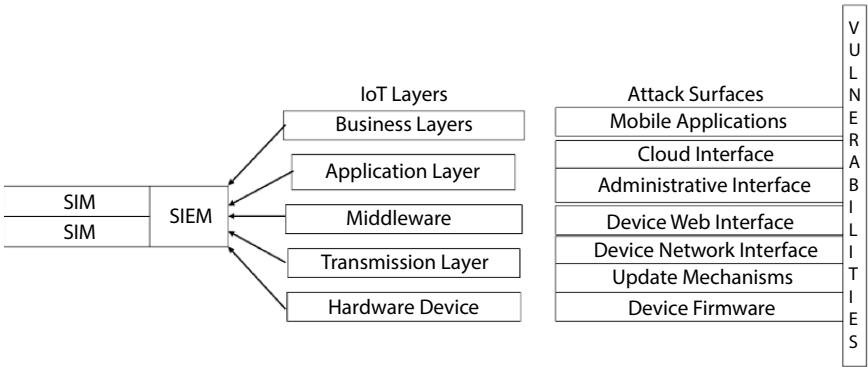 IoT Layers
Business Layers
Application Layer
Middleware
Transmission Layer
Hardware Device
SIM
SIM
SIEM
Attack Surfaces
Mobile Applications
Cloud Interface
Administrative Interface
Device Web Interface
Device Network Interface
Update Mechanisms
Device Firmware
VULNERABILITIES